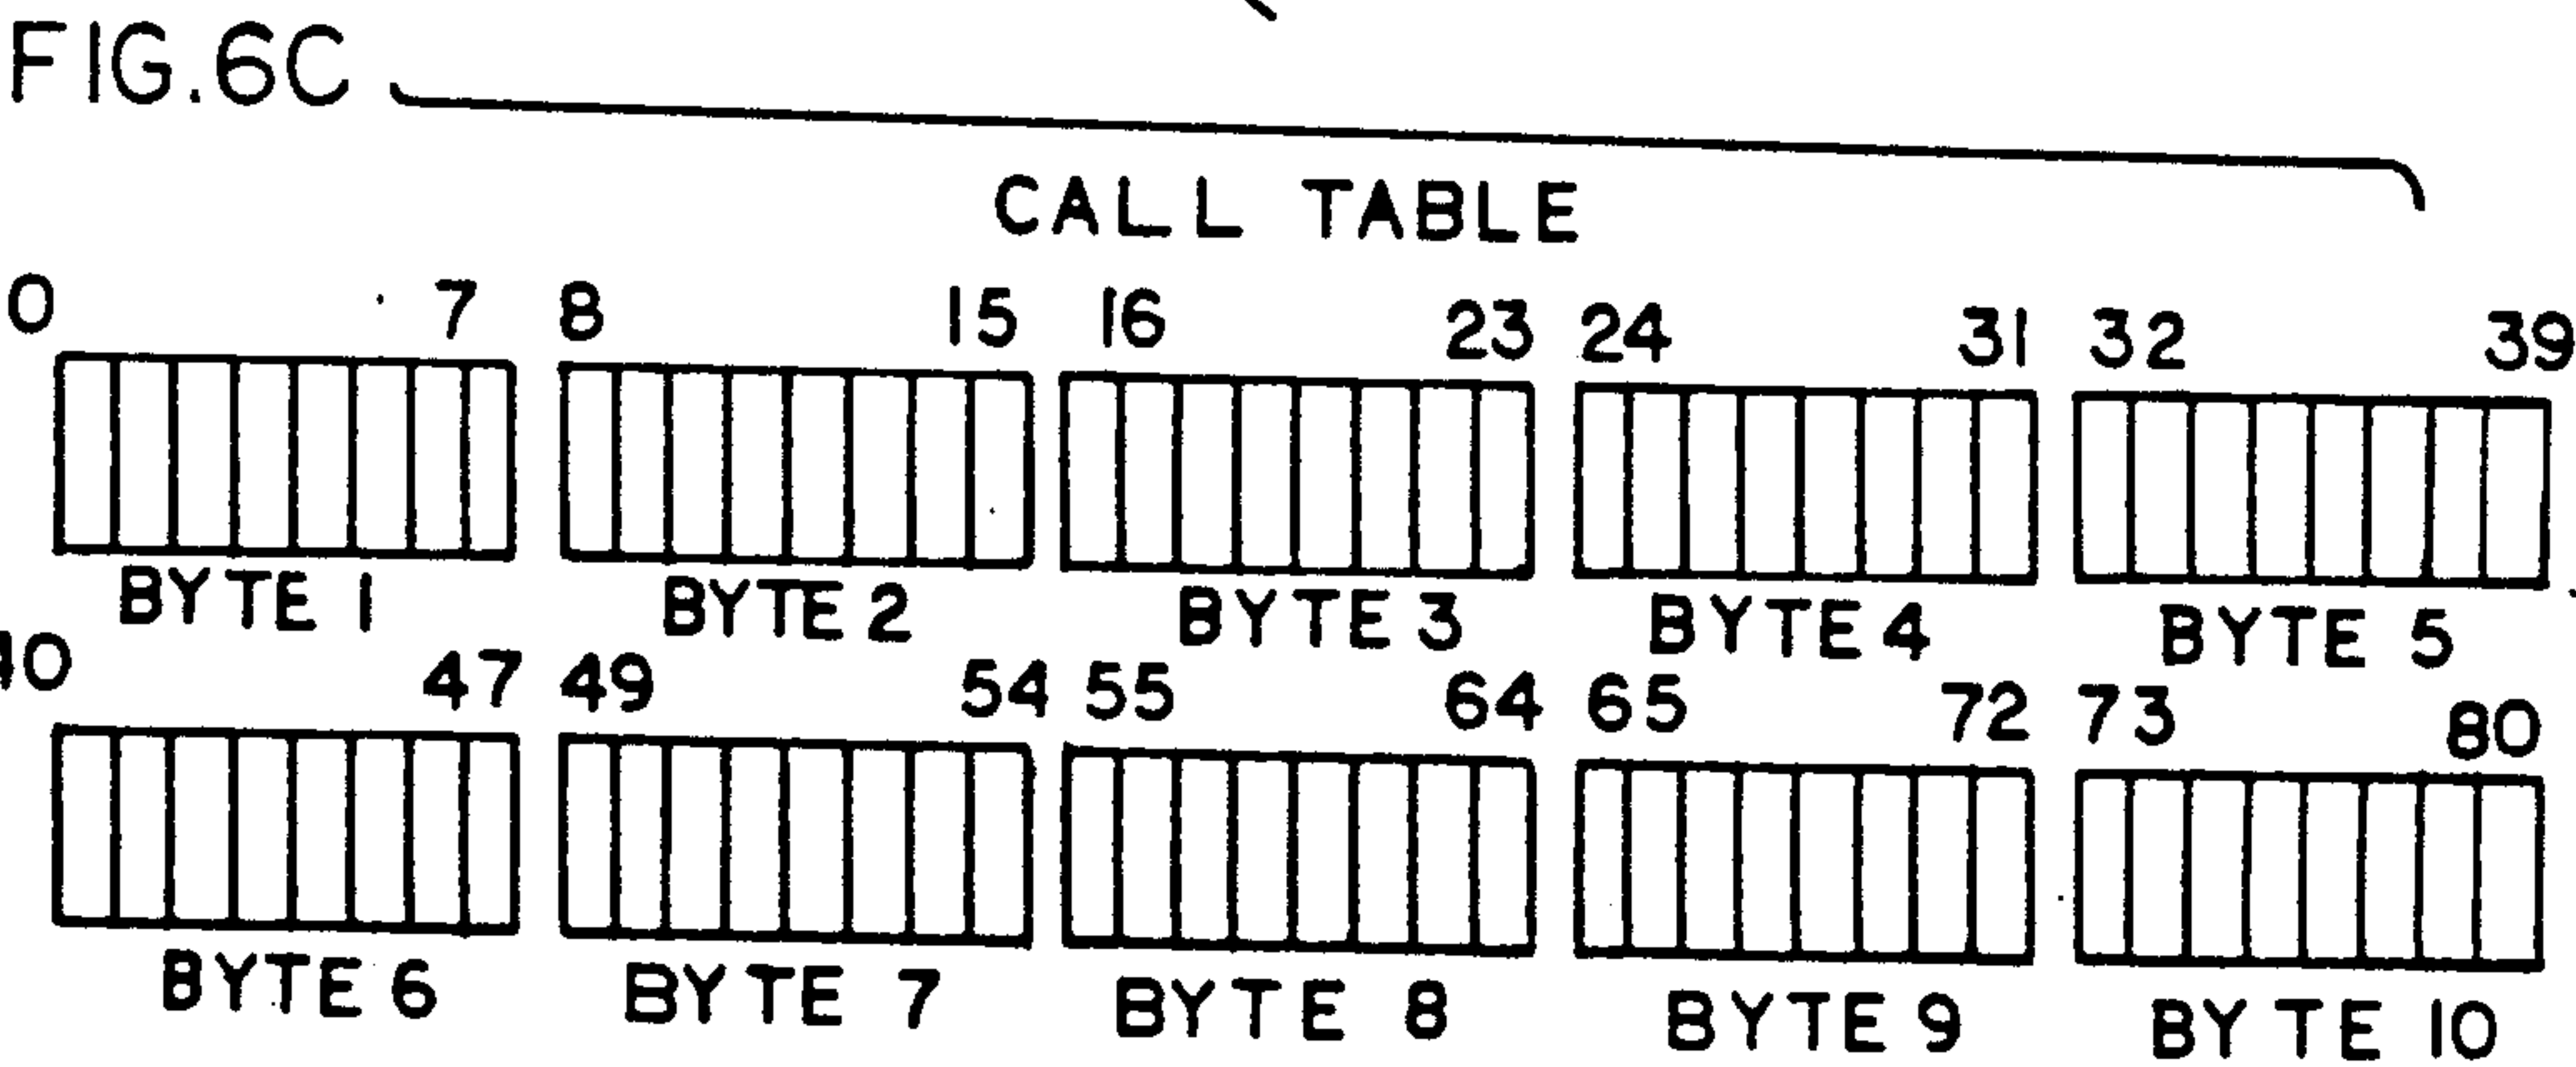 FIG.6C
CALL TABLE
0 7 8 15 16 23 24 31 32 39
BYTE 1 BYTE 2 BYTE 3 BYTE 4 BYTE 5
40 47 49 54 55 64 65 72 73 80
BYTE 6 BYTE 7 BYTE 8 BYTE 9 BYTE 10